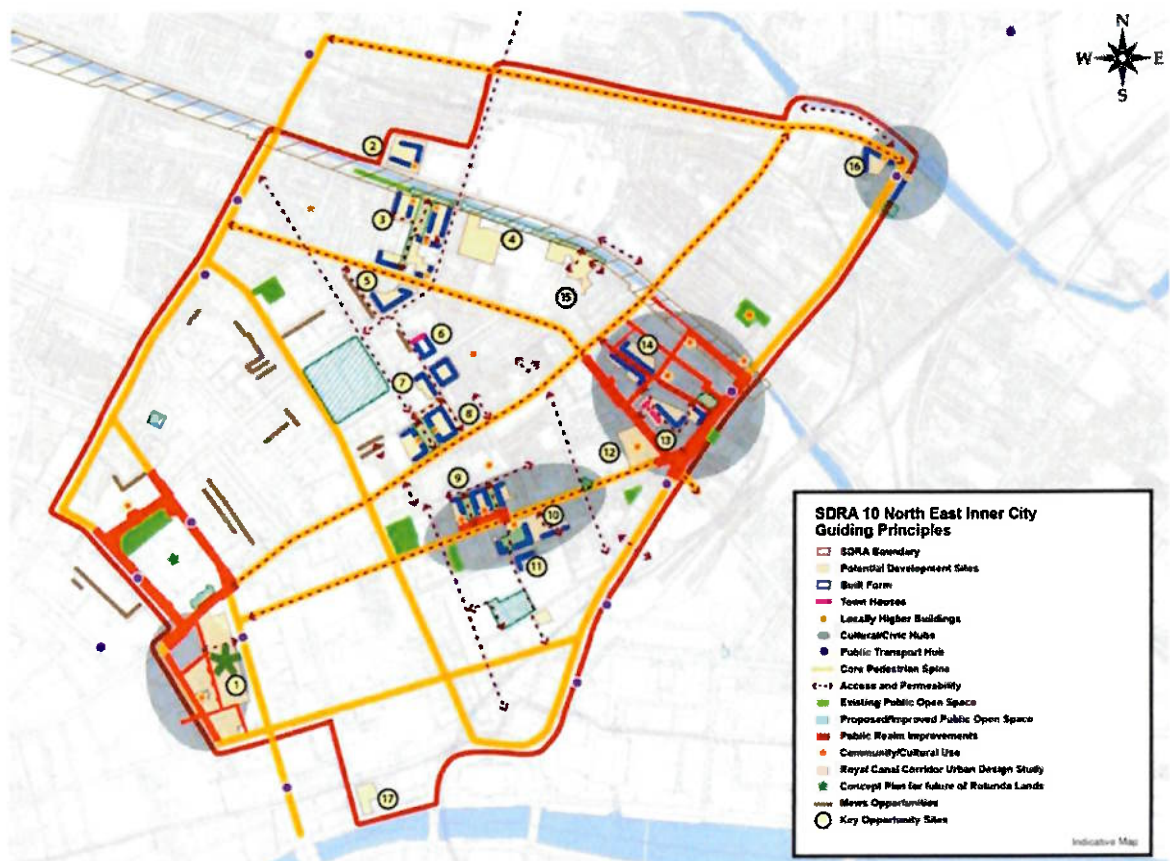 N
W E
S
2
16
3
4
5
15
6
14
7
8
13
12
9
10
11
1
17
SDRA 10 North East Inner City
Guiding Principles
SDRA Boundary
Potential Development Sites
Built Form
Town Houses
Locally Higher Buildings
Cultural/Civic Hubs
Public Transport Hub
Core Pedestrian Spine
Access and Permeability
Existing Public Open Space
Proposed/Improved Public Open Space
Public Realm Improvements
Community/Cultural Use
Royal Canal Corridor Urban Design Study
Concept Plan for future of Rotunda Lands
Mews Opportunities
Key Opportunity Sites
Indicative Map